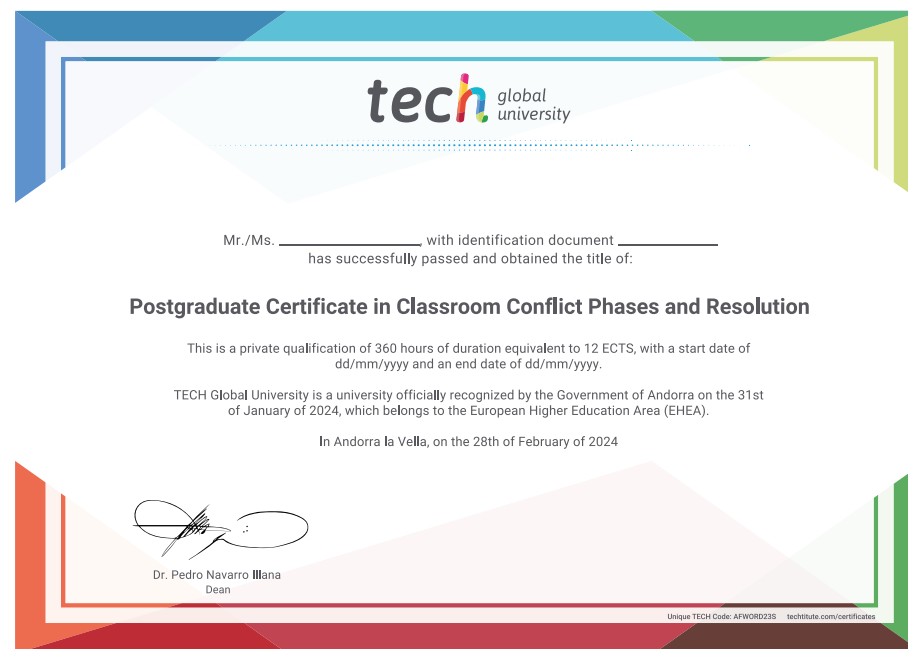 tech global
university
Mr./Ms. ____________, with identification document ____________
has successfully passed and obtained the title of:
Postgraduate Certificate in Classroom Conflict Phases and Resolution
This is a private qualification of 360 hours of duration equivalent to 12 ECTS, with a start date of
dd/mm/yyyy and an end date of dd/mm/yyyy.
TECH Global University is a university officially recognized by the Government of Andorra on the 31st
of January of 2024, which belongs to the European Higher Education Area (EHEA).
In Andorra la Vella, on the 28th of February of 2024
Dr. Pedro Navarro Illana
Dean
Unique TECH Code: AFWORD23S techtitute.com/certificates